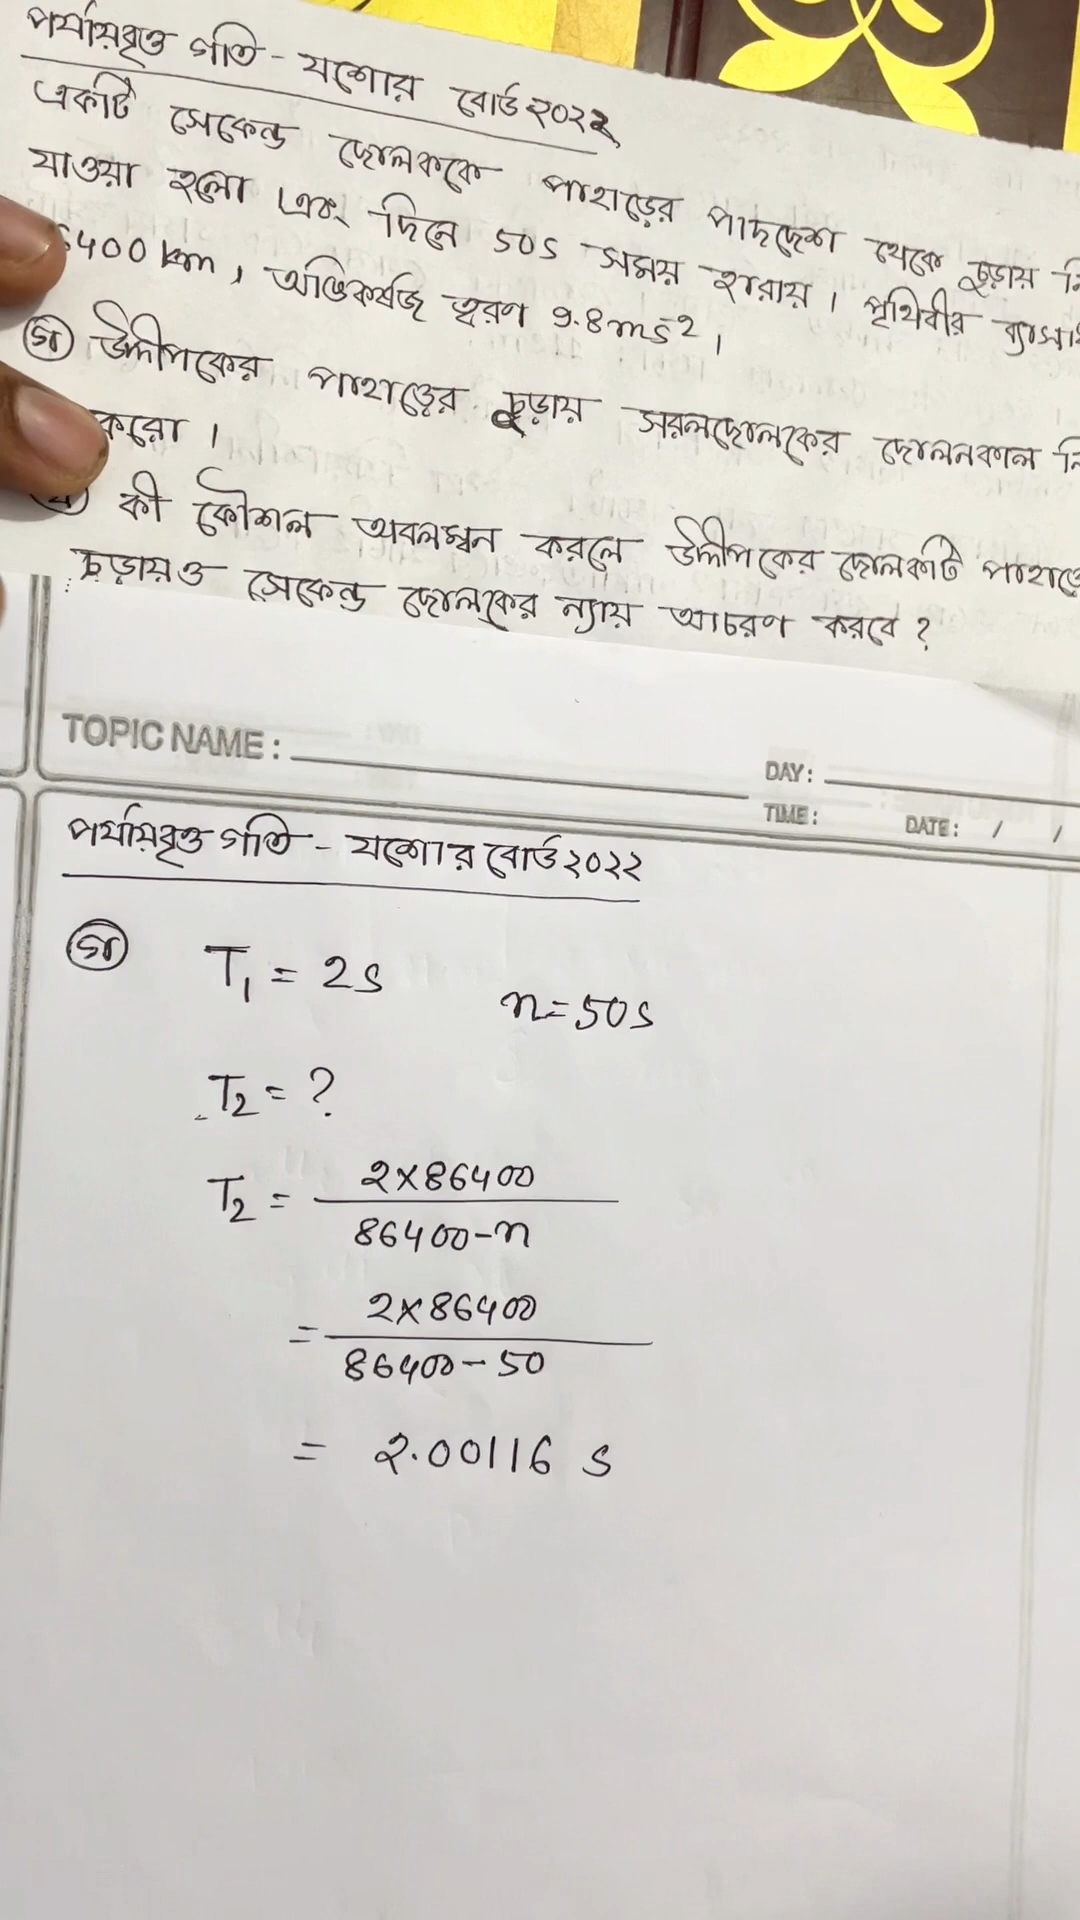 পর্যায়বৃত্ত গতি - যশোর বোর্ড ২০২২
একটি সেকেন্ড দোলককে পাহাড়ের পাদদেশ থেকে চুড়ায়
যাওয়া হলো এবং দিনে 50s সময় হারায়। পৃথিবীর
6400 km, অভিকর্ষজ ত্বরণ 9.8ms⁻²।
গ উদ্দীপকের পাহাড়ের চুড়ায় সরলদোলকের দোলনকাল
করো।
কী কৌশল অবলম্বন করলে উদ্দীপকের দোলকটি
চুড়ায়ও সেকেন্ড দোলকের ন্যায় আচরণ করবে?
TOPIC NAME:
DAY:
TIME: DATE: / /
পর্যায়বৃত্ত গতি - যশোর বোর্ড ২০২২
গ T₁ = 2s
n = 50s
T₂ = ?
T₂ = 2×86400
86400-n
= 2×86400
86400-50
= 2.00116 s